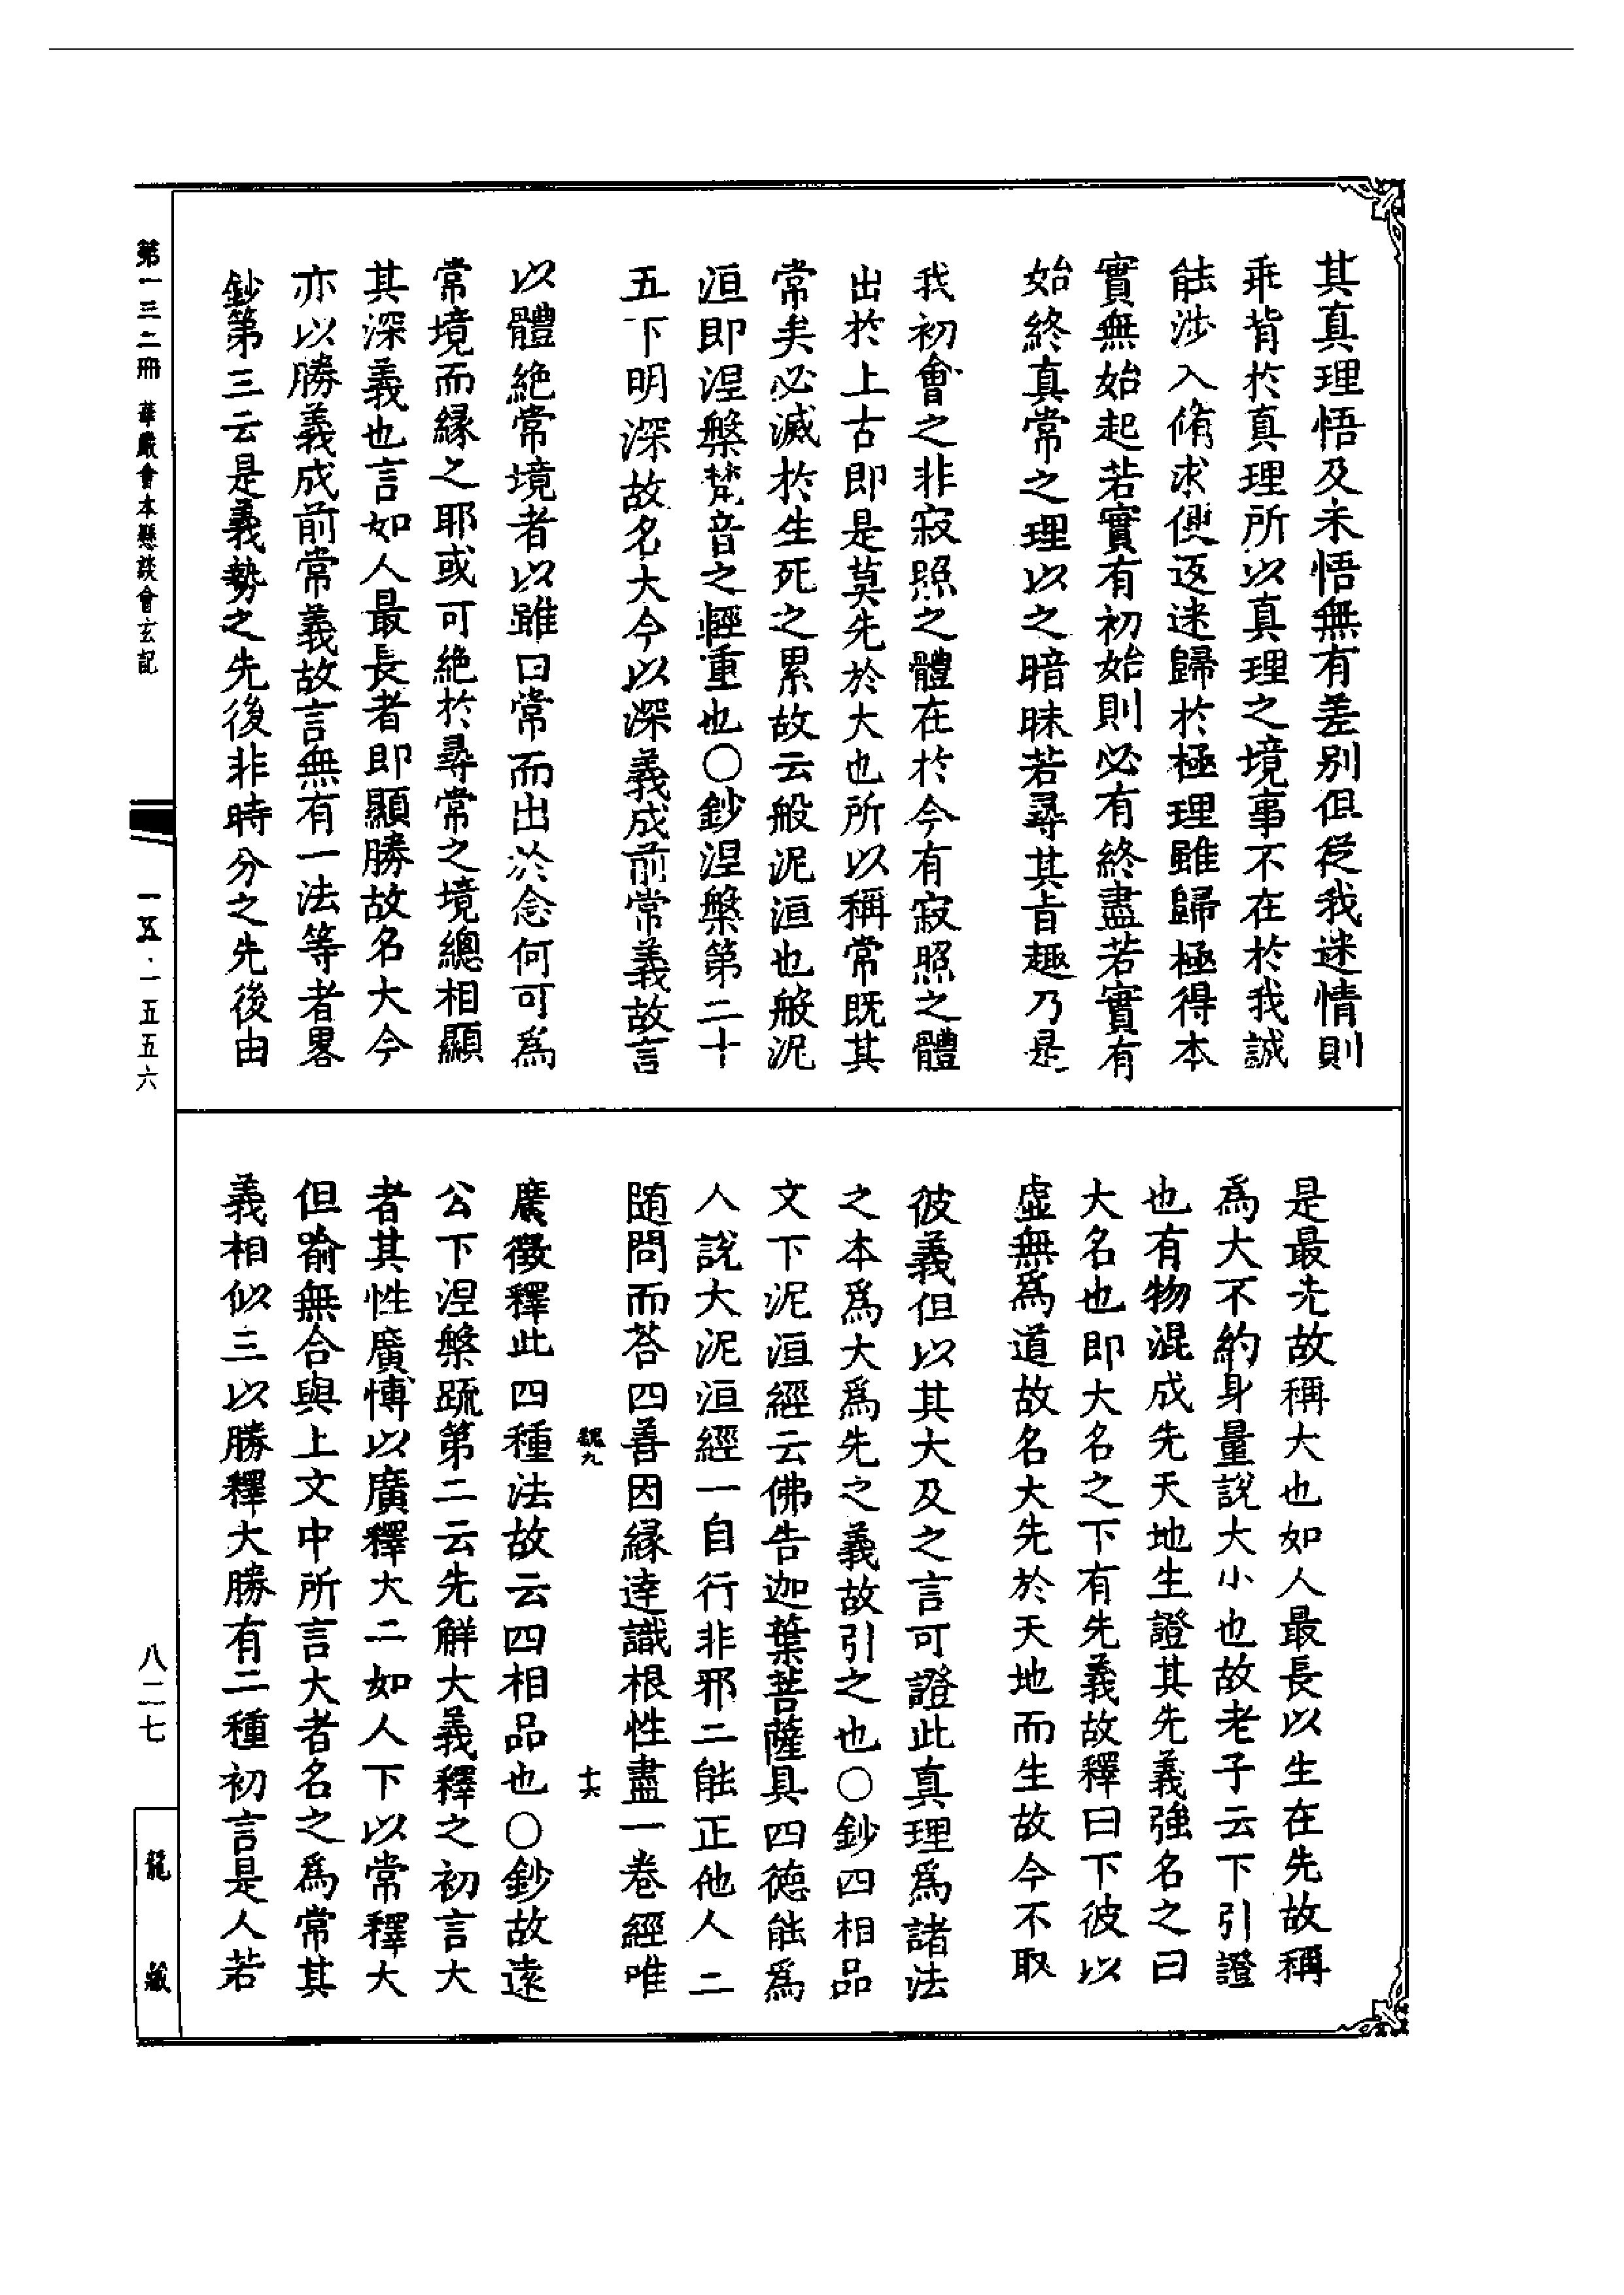 其真理悟及未悟無有差别但從我迷情則
乖背於真理所以真理之境事不在於我誠
能涉入脩求便返迷歸於極理雖歸極得本
實無始起若實有初始則必有終盡若實有
始終真常之理以之暗昧若尋其旨趣乃是
我初會之非寂照之體在於今有寂照之體
出於上古即是莫先於大也所以稱常既其
常矣必滅於生死之累故云般泥洹也般泥
洹即涅槃梵音之輕重也○鈔涅槃第二十
五下明深故名大今以深義成前常義故言
以體絶常境者以雖曰常而出於念何可為
常境而緣之耶或可絶於尋常之境總相顯
其深義也言如人最長者即顯勝故名大今
亦以勝義成前常義故言無有一法等者畧
鈔第三云是義勢之先後非時分之先後由
是最先故稱大也如人最長以生在先故稱
為大不約身量說大小也故老子云下引證
也有物混成先天地生證其先義強名之曰
大名也即大名之下有先義故釋曰下彼以
虛無為道故名大先於天地而生故今不取
彼義但以其大及之言可證此真理為諸法
之本為大為先之義故引之也○鈔四相品
文下泥洹經云佛告迦葉菩薩具四德能為
人說大泥洹經一自行非邪二能正他人二
随問而荅四善因緣逹識根性盡一卷經唯
魏九 十六
廣徵釋此四種法故云四相品也○鈔故遠
公下涅槃䟽第二云先解大義釋之初言大
者其性廣博以廣釋大二如人下以常釋大
但喻無合與上文中所言大者名之為常其
義相似三以勝釋大勝有二種初言是人若
第一三二冊 華嚴會本懸談會玄記
一五·一五五六
八二七
龍藏